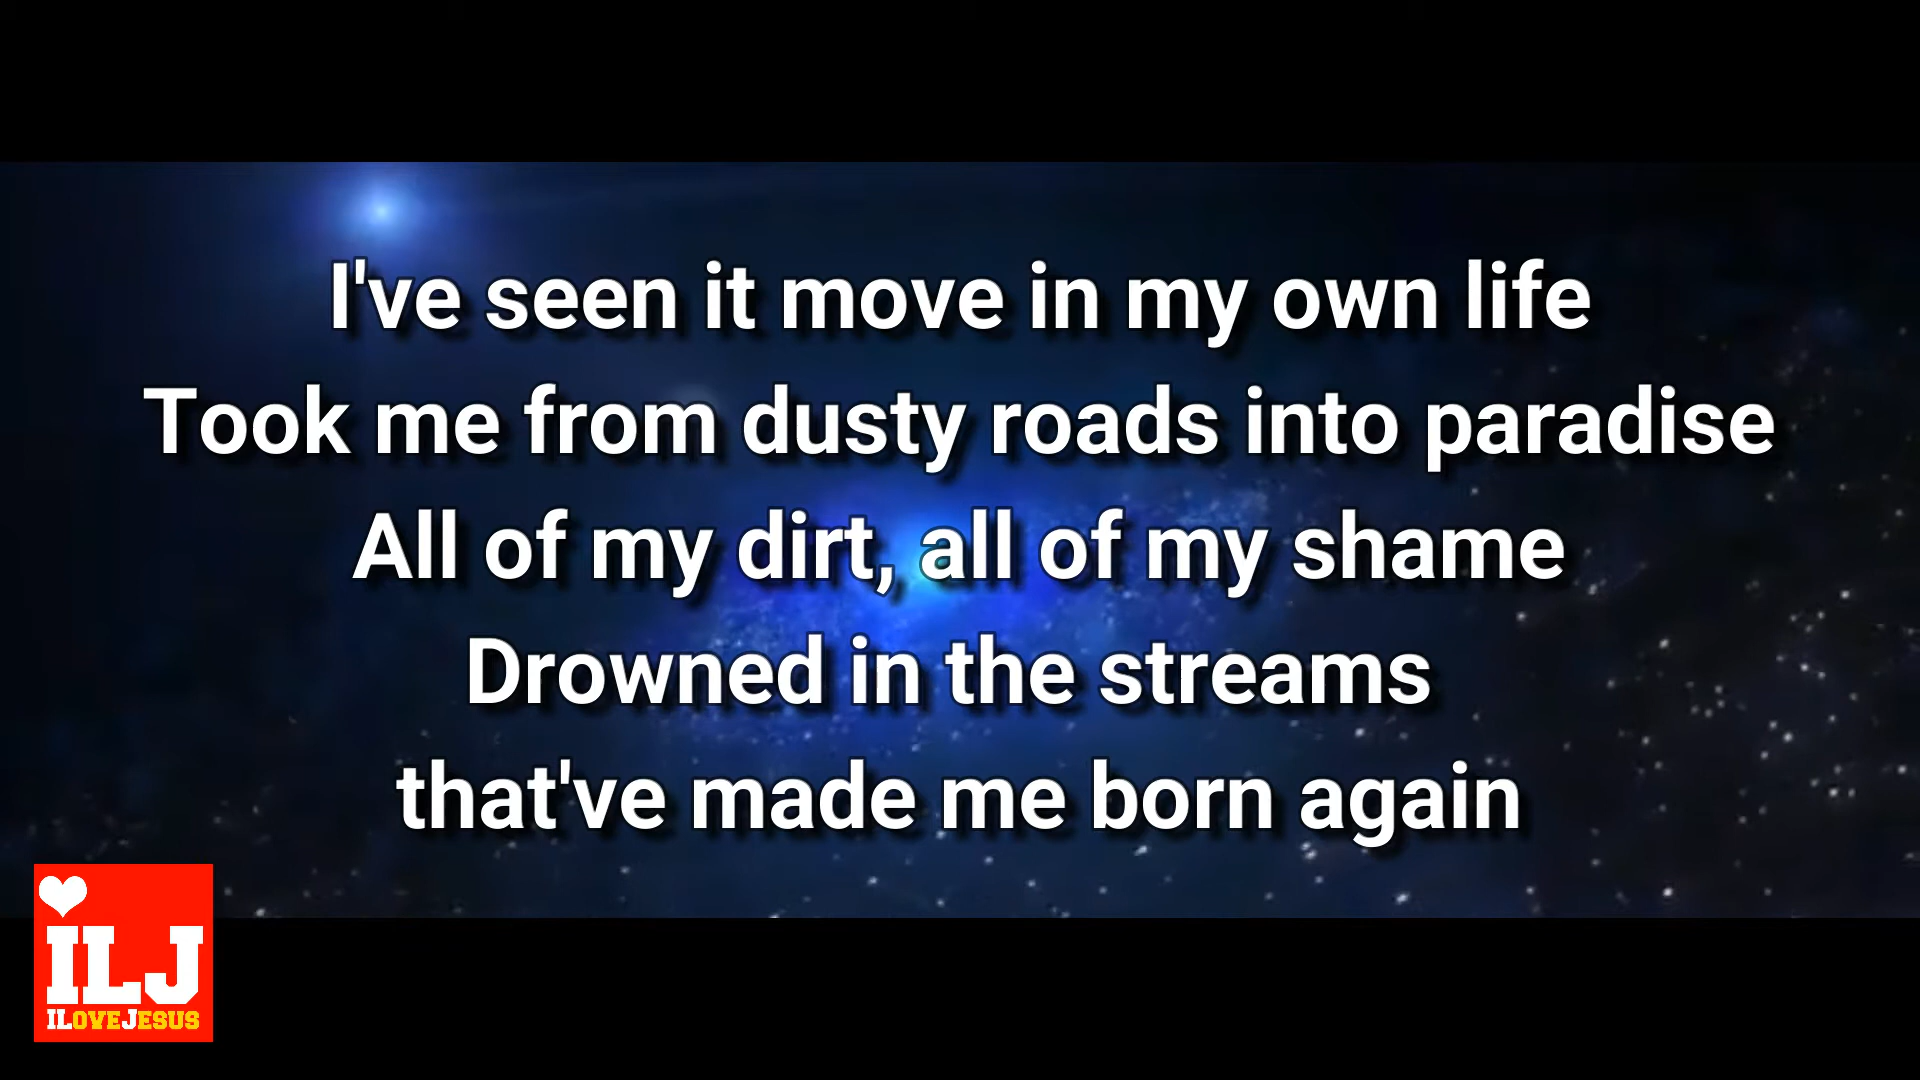 I've seen it move in my own life
Took me from dusty roads into paradise
All of my dirt, all of my shame
Drowned in the streams
that've made me born again
ILJ
ILOVEJESUS